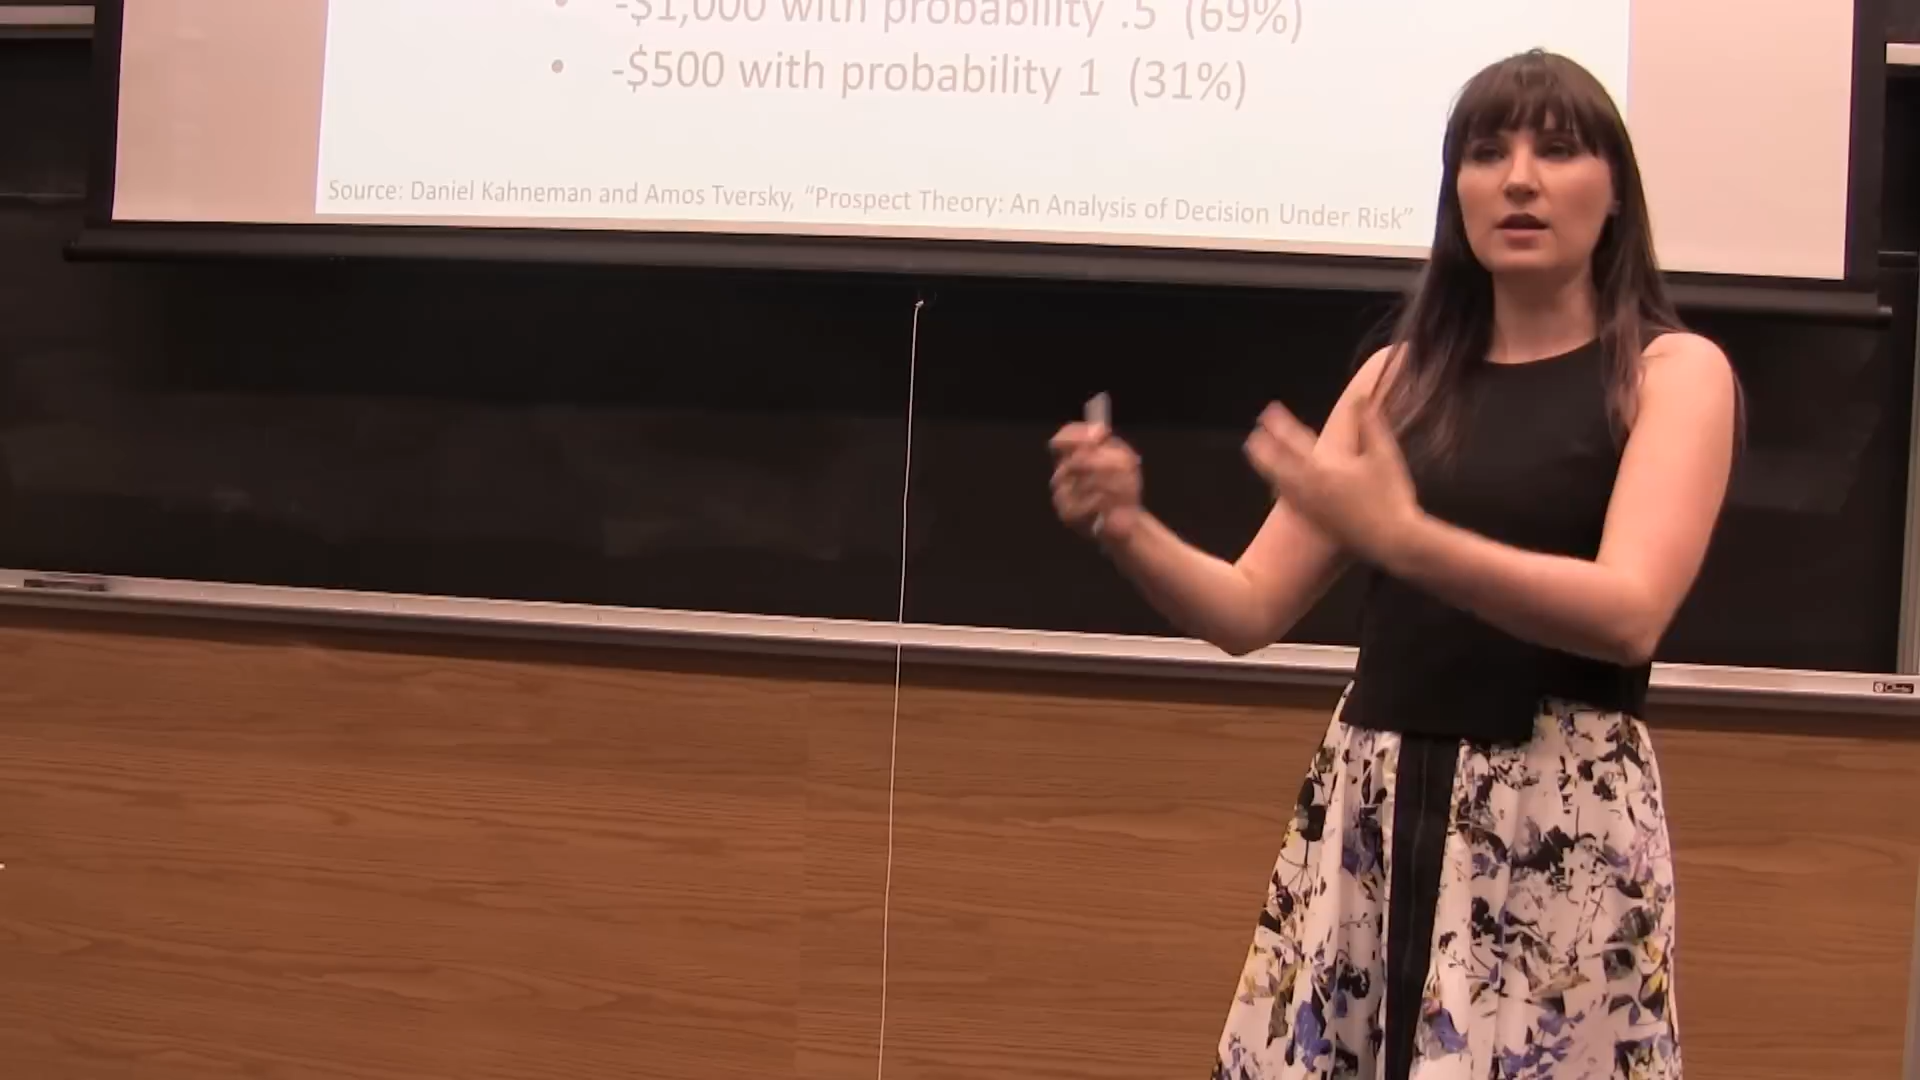 • -$1,000 with probability .5 (69%)
• -$500 with probability 1 (31%)
Source: Daniel Kahneman and Amos Tversky, “Prospect Theory: An Analysis of Decision Under Risk”